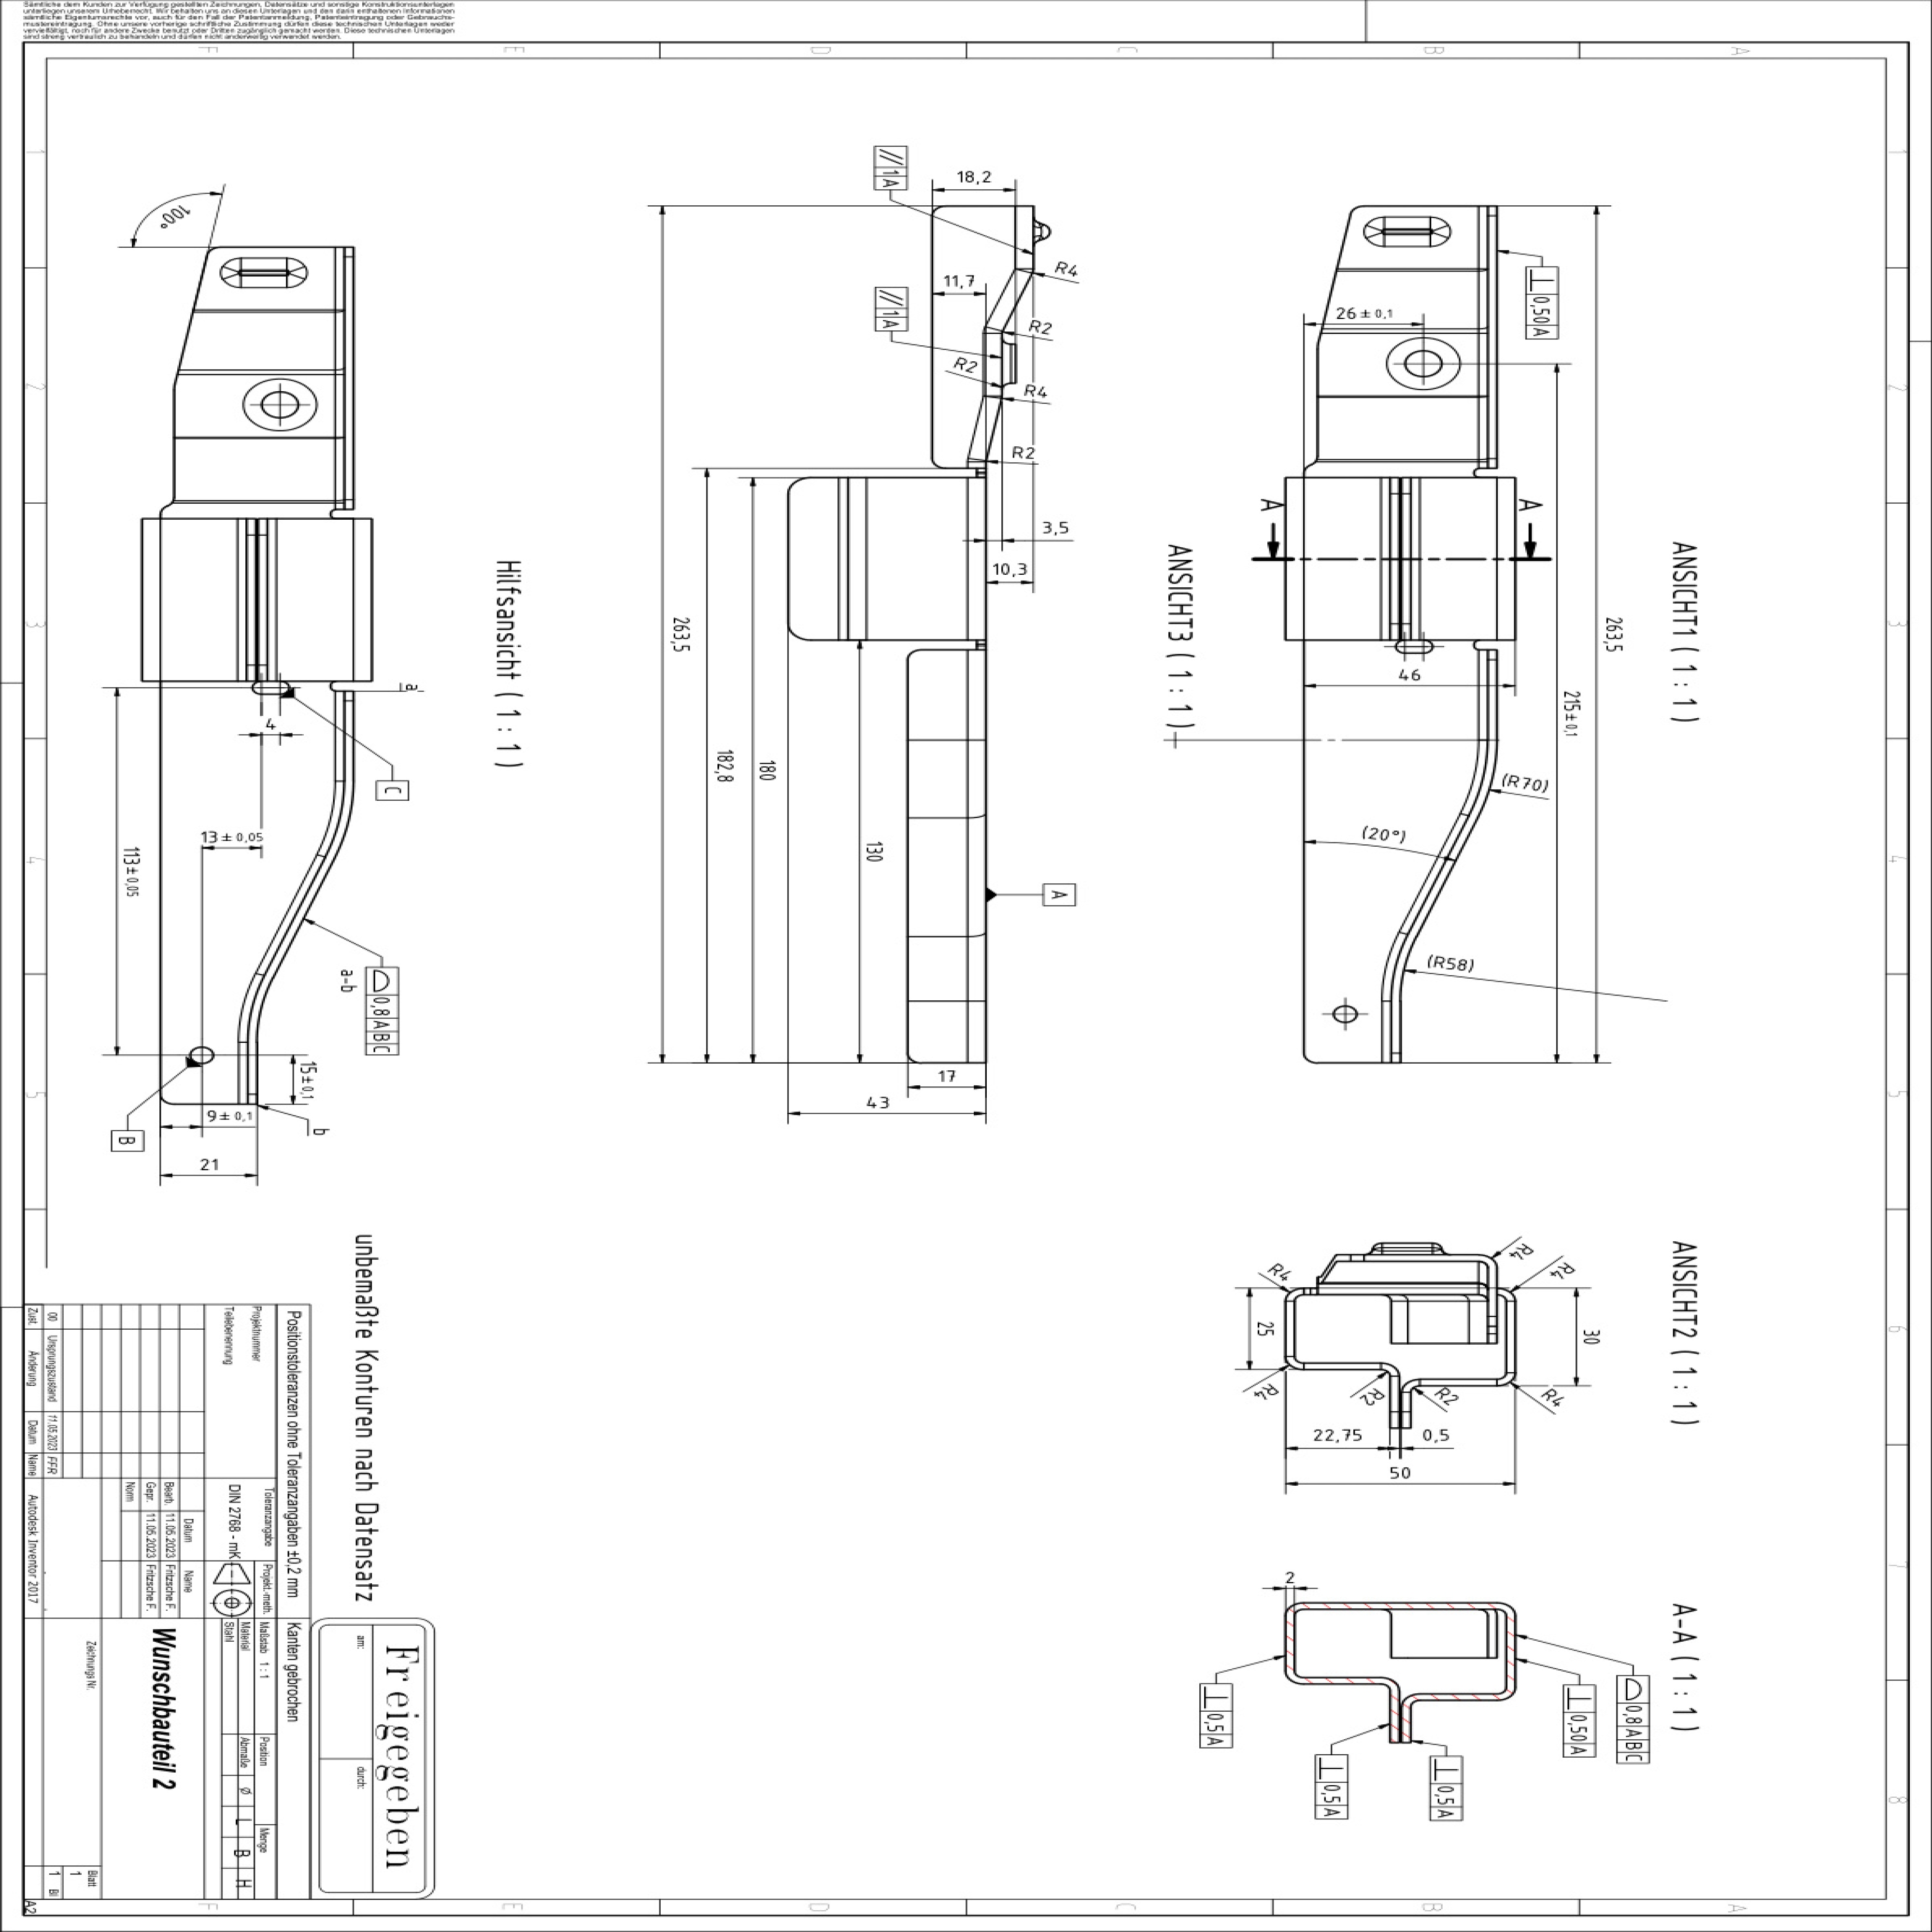 Sämtliche dem Kunden zur Verfügung gestellten Zeichnungen, Datensätze und sonstige Konstruktionsunterlagen
unterliegen unserem Urheberrecht. Wir behalten uns an diesen Unterlagen und den darin enthaltenen Informationen
sämtliche Eigentumsrechte vor, auch für den Fall der Patentanmeldung, Patenteintragung oder Gebrauchs-
mustereintragung. Ohne unsere vorherige schriftliche Zustimmung dürfen diese technischen Unterlagen weder
vervielfältigt, noch für andere Zwecke benutzt oder Dritten zugänglich gemacht werden. Diese technischen Unterlagen
sind streng vertraulich zu behandeln und dürfen nicht anderweitig verwendet werden.
1 2 3 4 5 6 7 8
A B C D E F
ANSICHT1 ( 1 : 1 )
263,5
215±0,1
⊥ 0,50 A
26 ± 0,1
A
A
46
(R70)
(20°)
(R58)
ANSICHT2 ( 1 : 1 )
R4
R4
R4
30
25
R4
R2
R2
R4
22,75
0,5
50
A-A ( 1 : 1 )
2
⌓ 0,8 A B C
⊥ 0,50 A
⊥ 0,5 A
⊥ 0,5 A
⊥ 0,5 A
ANSICHT3 ( 1 : 1 )
// 1 A
18,2
R4
11,7
// 1 A
R2
R2
R4
R2
3,5
10,3
A
130
180
182,8
263,5
17
43
Hilfsansicht ( 1 : 1 )
100°
a
4
C
13 ± 0,05
113± 0,05
⌓ 0,8 A B C
a-b
15± 0,1
9± 0,1
b
B
21
unbemaßte Konturen nach Datensatz
Freigegeben
am:
durch:
Positionstoleranzen ohne Toleranzangaben ±0,2 mm
Kanten gebrochen
Projektnummer
Toleranzangabe
Projekt.-meth.
Maßstab 1 : 1
Position
Menge
Teilebenennung
DIN 2768 - mK
Material
Stahl
Abmaße
Ø
L
B
H
Datum
Name
Bearb.
11.05.2023
Fritzsche F.
Gepr.
11.05.2023
Fritzsche F.
Norm
Wunschbauteil 2
Zeichnungs Nr.
Blatt
1
1 Bl
00
Ursprungszustand
11.05.2023
FFR
Zust.
Änderung
Datum
Name
Autodesk Inventor 2017
A2